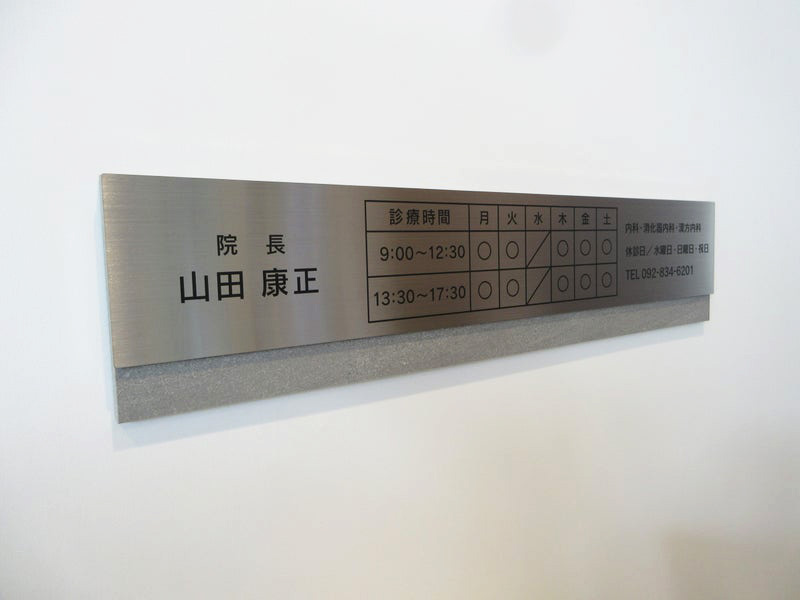 院 長
山田 康正
診療時間 月 火 水 木 金 土
9:00〜12:30 ○ ○ ／ ○ ○ ○
13:30〜17:30 ○ ○ ／ ○ ○ ○
内科・消化器内科・漢方内科
休診日／水曜日・日曜日・祝日
TEL 092-834-6201